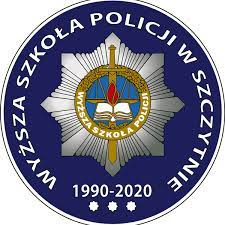 WYŻSZA SZKOŁA POLICJI W SZCZYTNIE
WYŻSZA SZKOŁA POLICJI
1990-2020